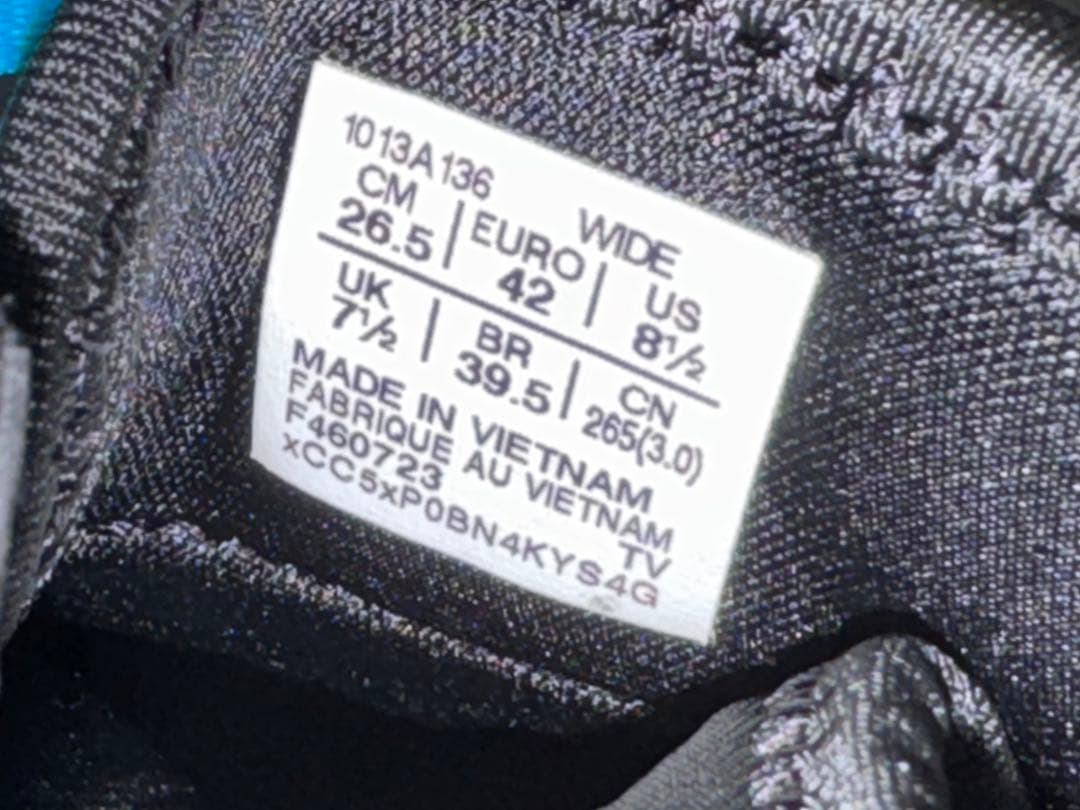 1013A136
WIDE
CM | EURO | US
26.5 | 42 | 8½
UK | BR | CN
7½ | 39.5 | 265(3.0)
MADE IN VIETNAM
FABRIQUE AU VIETNAM
F460723 TV
xCC5xP0BN4KYS4G